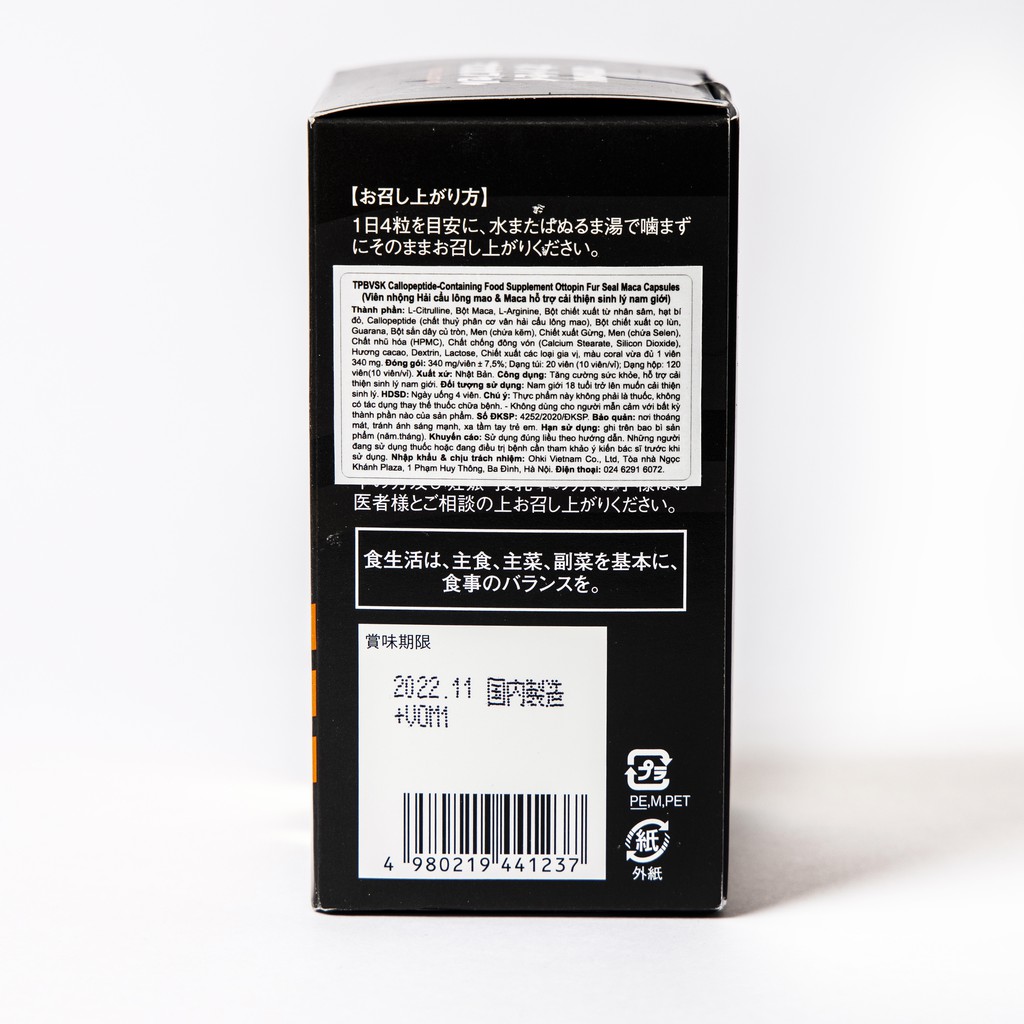 【お召し上がり方】
1日4粒を目安に、水またはぬるま湯で噛まず
にそのままお召し上がりください。
TPBVSK Callopeptide-Containing Food Supplement Ottopin Fur Seal Maca Capsules
(Viên nhộng Hải cẩu lông mao & Maca hỗ trợ cải thiện sinh lý nam giới)
Thành phần: L-Citrulline, Bột Maca, L-Arginine, Bột chiết xuất từ nhân sâm, hạt bí
đỏ, Callopeptide (chất thuỷ phân cơ vân hải cẩu lông mao), Bột chiết xuất cọ lùn,
Guarana, Bột sắn dây củ tròn, Men (chứa kẽm), Chiết xuất Gừng, Men (chứa Selen),
Chất nhũ hóa (HPMC), Chất chống đông vón (Calcium Stearate, Silicon Dioxide),
Hương cacao, Dextrin, Lactose, Chiết xuất các loại gia vị, màu coral vừa đủ 1 viên
340 mg. Đóng gói: 340 mg/viên ± 7,5%; Dạng túi: 20 viên (10 viên/vỉ); Dạng hộp: 120
viên(10 viên/vỉ). Xuất xứ: Nhật Bản. Công dụng: Tăng cường sức khỏe, hỗ trợ cải
thiện sinh lý nam giới. Đối tượng sử dụng: Nam giới 18 tuổi trở lên muốn cải thiện
sinh lý. HDSD: Ngày uống 4 viên. Chú ý: Thực phẩm này không phải là thuốc, không
có tác dụng thay thế thuốc chữa bệnh. - Không dùng cho người mẫn cảm với bất kỳ
thành phần nào của sản phẩm. Số ĐKSP: 4252/2020/ĐKSP. Bảo quản: nơi thoáng
mát, tránh ánh sáng mạnh, xa tầm tay trẻ em. Hạn sử dụng: ghi trên bao bì sản
phẩm (năm.tháng). Khuyến cáo: Sử dụng đúng liều theo hướng dẫn. Những người
đang sử dụng thuốc hoặc đang điều trị bệnh cần tham khảo ý kiến bác sĩ trước khi
sử dụng. Nhập khẩu & chịu trách nhiệm: Ohki Vietnam Co., Ltd, Tòa nhà Ngọc
Khánh Plaza, 1 Phạm Huy Thông, Ba Đình, Hà Nội. Điện thoại: 024 6291 6072.
医者様とご相談の上お召し上がりください。
食生活は、主食、主菜、副菜を基本に、
食事のバランスを。
賞味期限
2022.11 国内製造
+VOM1
4 980219 441237
プラ
PE,M,PET
紙
外紙